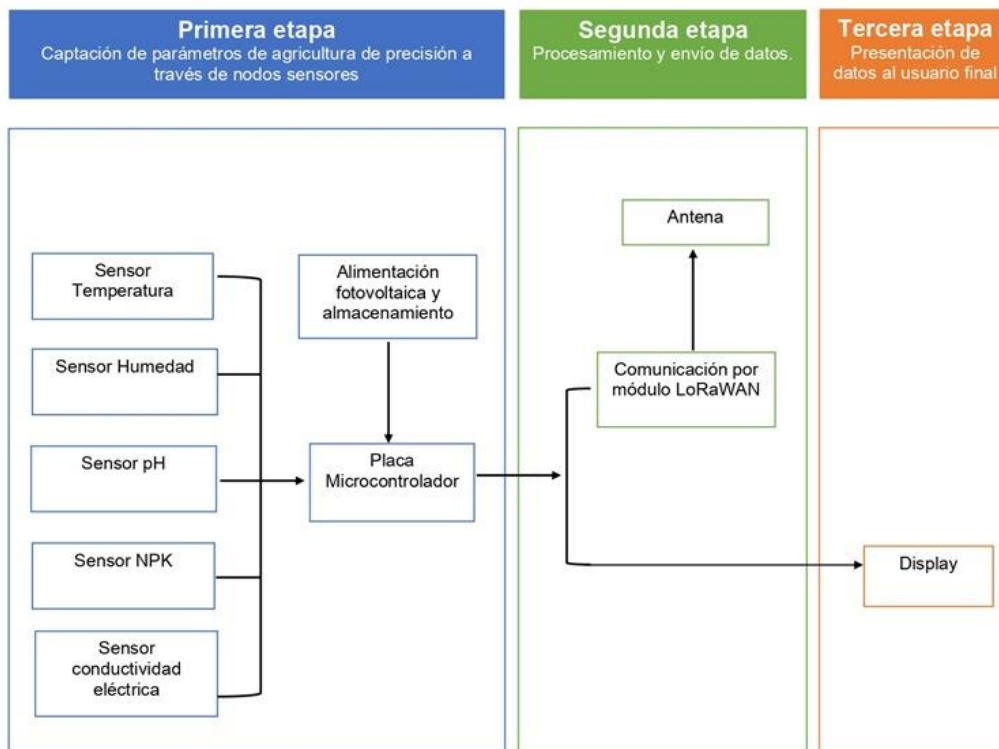 Primera etapa
Captación de parámetros de agricultura de precisión a
través de nodos sensores
Segunda etapa
Procesamiento y envío de datos.
Tercera etapa
Presentación de
datos al usuario final
Sensor
Temperatura
Sensor Humedad
Sensor pH
Sensor NPK
Sensor
conductividad
eléctrica
Alimentación
fotovoltaica y
almacenamiento
Placa
Microcontrolador
Antena
Comunicación por
módulo LoRaWAN
Display